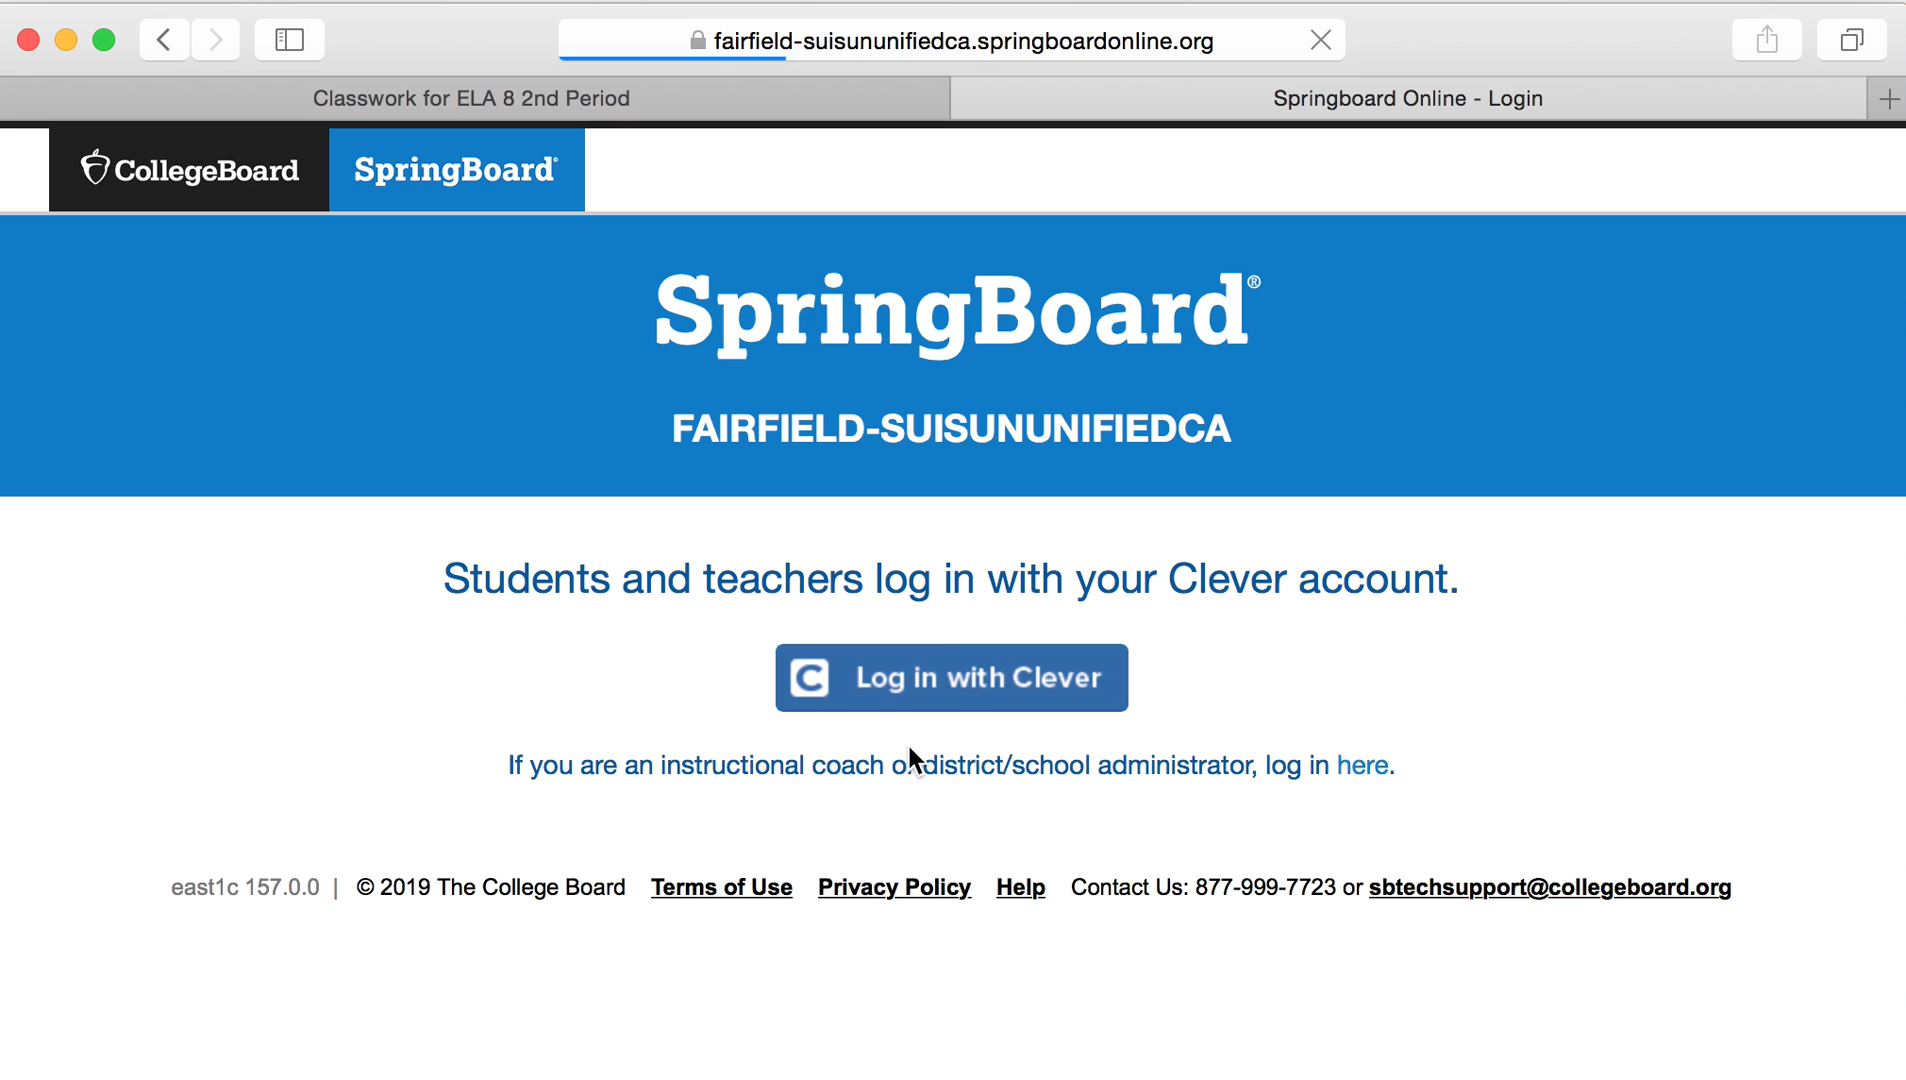 fairfield-suisununifiedca.springboardonline.org
Classwork for ELA 8 2nd Period
Springboard Online - Login
CollegeBoard
SpringBoard
SpringBoard®
FAIRFIELD-SUISUNUNIFIEDCA
Students and teachers log in with your Clever account.
C Log in with Clever
If you are an instructional coach or district/school administrator, log in here.
east1c 157.0.0 | © 2019 The College Board Terms of Use Privacy Policy Help Contact Us: 877-999-7723 or sbtechsupport@collegeboard.org